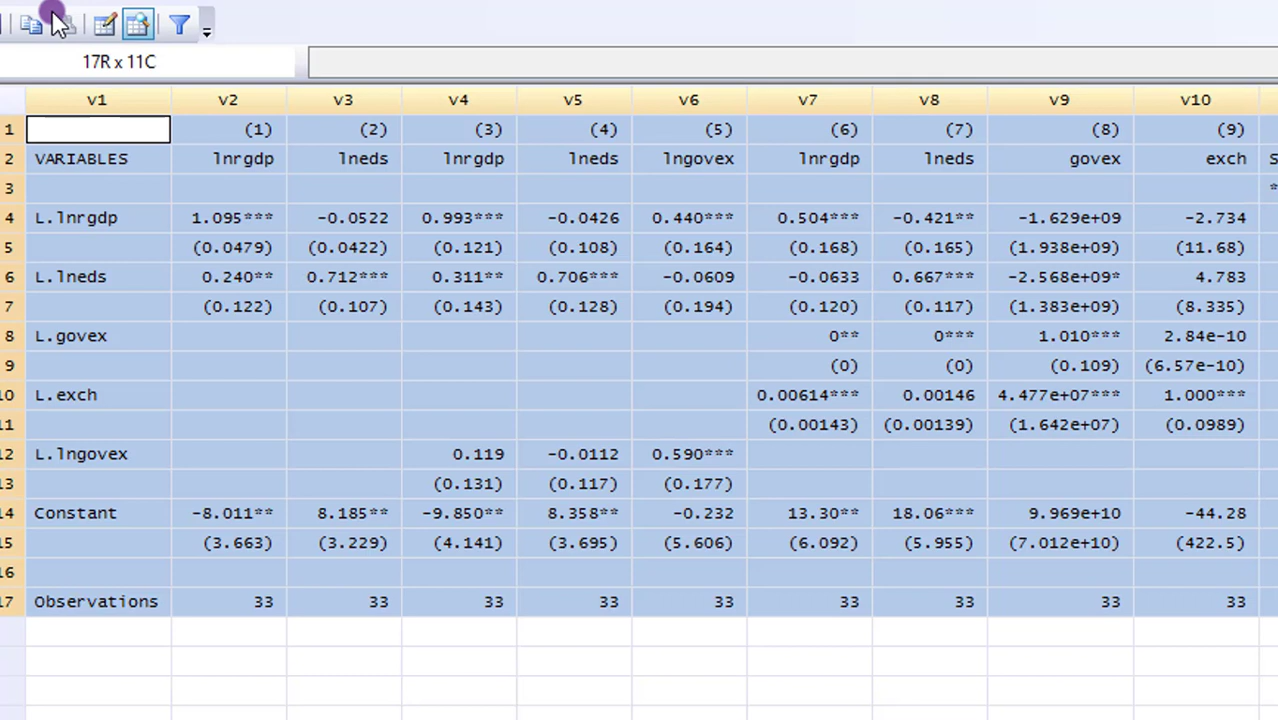 17R x 11C
v1 v2 v3 v4 v5 v6 v7 v8 v9 v10
1 (1) (2) (3) (4) (5) (6) (7) (8) (9)
2 VARIABLES lnrgdp lneds lnrgdp lneds lngovex lnrgdp lneds govex exch S
3 *
4 L.lnrgdp 1.095*** -0.0522 0.993*** -0.0426 0.440*** 0.504*** -0.421** -1.629e+09 -2.734
5 (0.0479) (0.0422) (0.121) (0.108) (0.164) (0.168) (0.165) (1.938e+09) (11.68)
6 L.lneds 0.240** 0.712*** 0.311** 0.706*** -0.0609 -0.0633 0.667*** -2.568e+09* 4.783
7 (0.122) (0.107) (0.143) (0.128) (0.194) (0.120) (0.117) (1.383e+09) (8.335)
8 L.govex 0** 0*** 1.010*** 2.84e-10
9 (0) (0) (0.109) (6.57e-10)
10 L.exch 0.00614*** 0.00146 4.477e+07*** 1.000***
11 (0.00143) (0.00139) (1.642e+07) (0.0989)
12 L.lngovex 0.119 -0.0112 0.590***
13 (0.131) (0.117) (0.177)
14 Constant -8.011** 8.185** -9.850** 8.358** -0.232 13.30** 18.06*** 9.969e+10 -44.28
15 (3.663) (3.229) (4.141) (3.695) (5.606) (6.092) (5.955) (7.012e+10) (422.5)
16
17 Observations 33 33 33 33 33 33 33 33 33